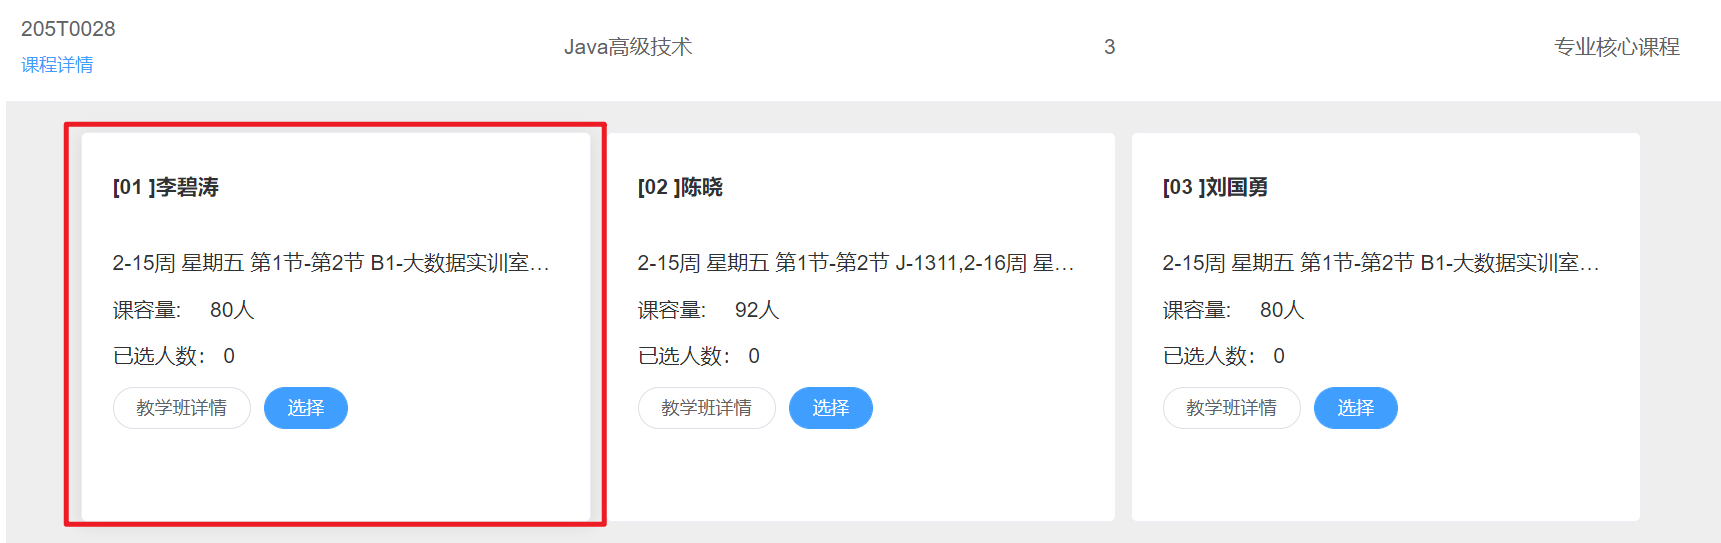 205T0028
课程详情
Java高级技术
3
专业核心课程
[01 ]李碧涛
2-15周 星期五 第1节-第2节 B1-大数据实训室…
课容量: 80人
已选人数: 0
教学班详情 选择
[02 ]陈晓
2-15周 星期五 第1节-第2节 J-1311,2-16周 星…
课容量: 92人
已选人数: 0
教学班详情 选择
[03 ]刘国勇
2-15周 星期五 第1节-第2节 B1-大数据实训室…
课容量: 80人
已选人数: 0
教学班详情 选择